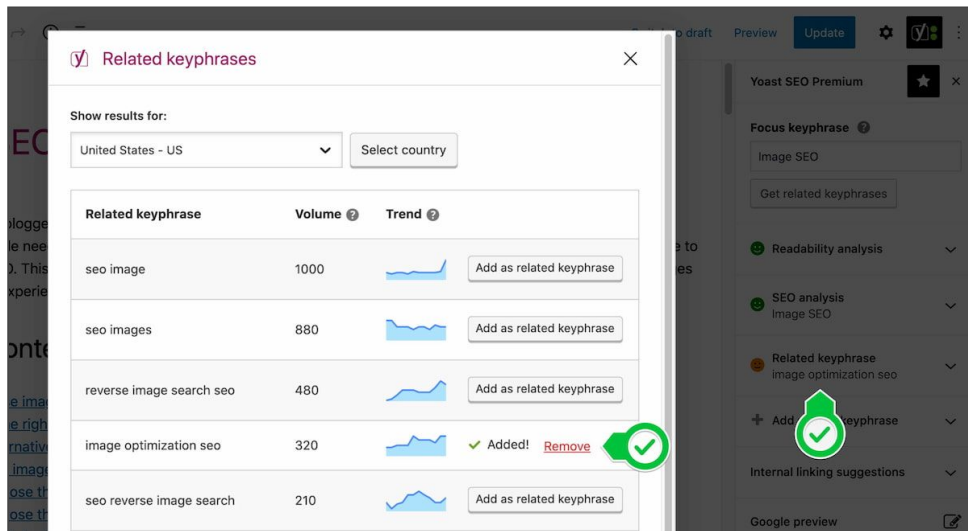 to draft
Preview
Update
Related keyphrases
Yoast SEO Premium
Show results for:
Focus keyphrase
United States - US
Select country
Image SEO
Get related keyphrases
Related keyphrase Volume Trend
Readability analysis
seo image 1000 Add as related keyphrase
SEO analysis
Image SEO
seo images 880 Add as related keyphrase
Related keyphrase
image optimization seo
reverse image search seo 480 Add as related keyphrase
Add keyphrase
image optimization seo 320 Added! Remove
Internal linking suggestions
seo reverse image search 210 Add as related keyphrase
Google preview